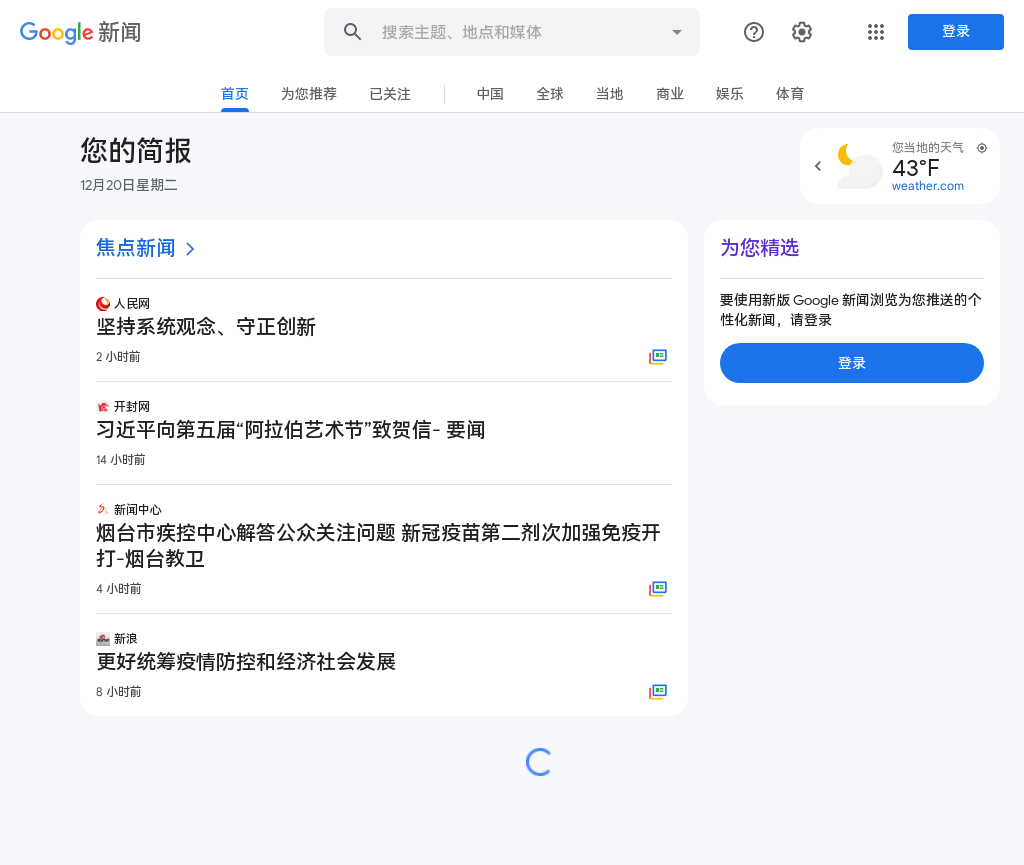 Google 新闻
搜索主题、地点和媒体
登录
首页 为您推荐 已关注 中国 全球 当地 商业 娱乐 体育
您的简报
12月20日星期二
您当地的天气
43°F
weather.com
焦点新闻
人民网
坚持系统观念、守正创新
2 小时前
开封网
习近平向第五届“阿拉伯艺术节”致贺信- 要闻
14 小时前
新闻中心
烟台市疾控中心解答公众关注问题 新冠疫苗第二剂次加强免疫开
打-烟台教卫
4 小时前
新浪
更好统筹疫情防控和经济社会发展
8 小时前
为您精选
要使用新版 Google 新闻浏览为您推送的个
性化新闻，请登录
登录